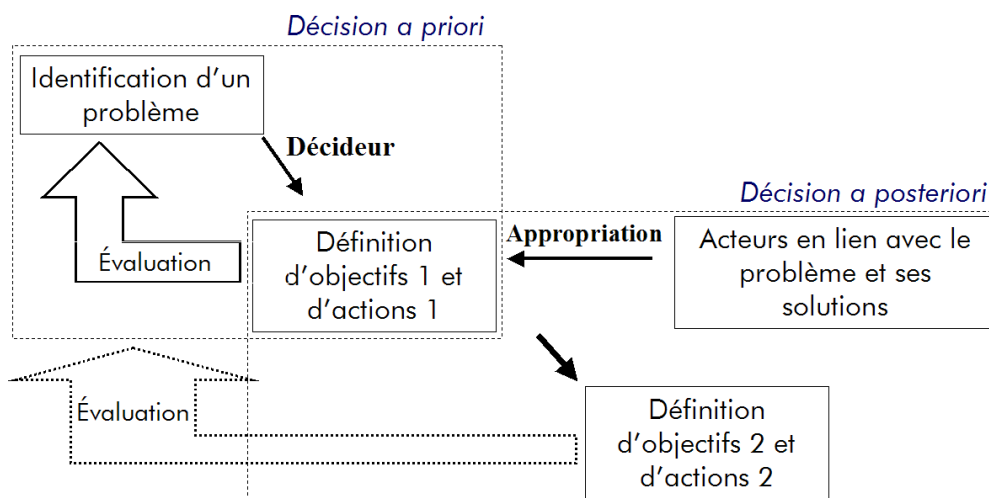 Décision a priori
Identification d’un
problème
Décideur
Décision a posteriori
Évaluation
Définition
d’objectifs 1 et
d’actions 1
Appropriation
Acteurs en lien avec le
problème et ses
solutions
Évaluation
Définition
d’objectifs 2 et
d’actions 2